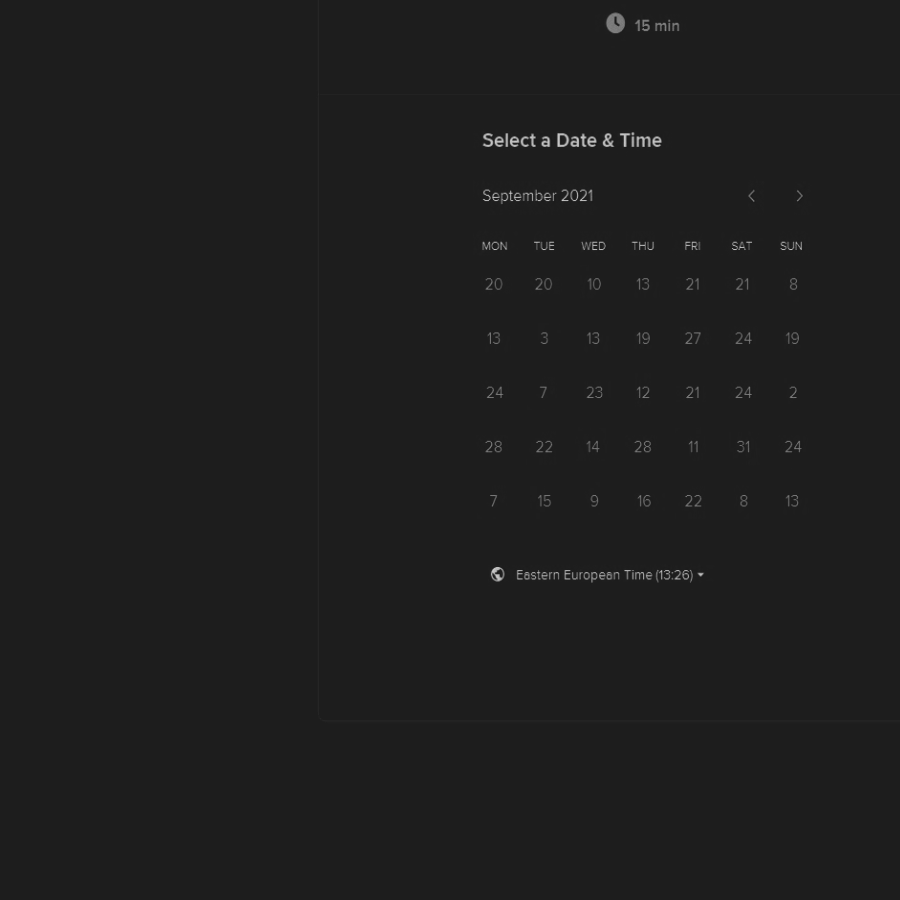 15 min
Select a Date & Time
September 2021
MON TUE WED THU FRI SAT SUN
20 20 10 13 21 21 8
13 3 13 19 27 24 19
24 7 23 12 21 24 2
28 22 14 28 11 31 24
7 15 9 16 22 8 13
Eastern European Time (13:26)